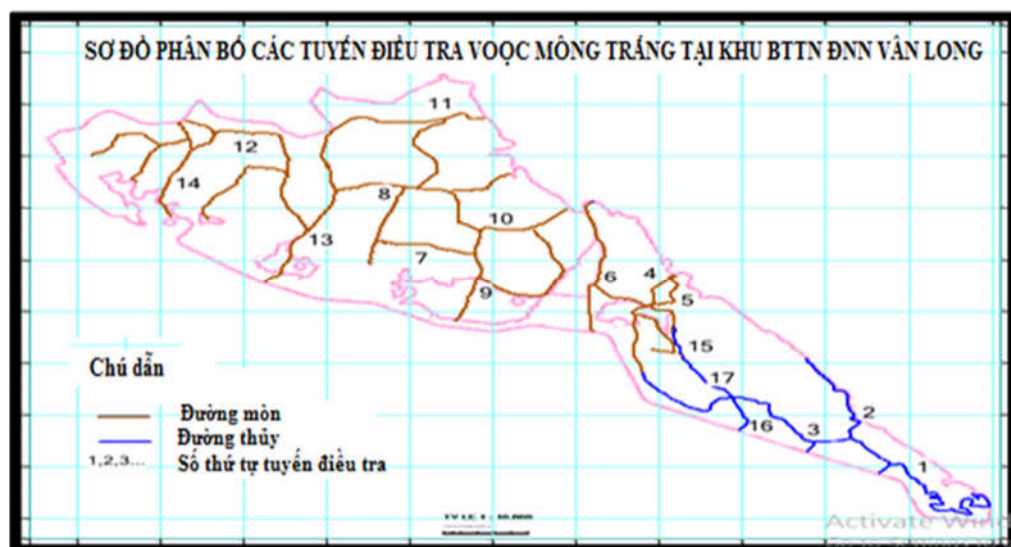 SƠ ĐỒ PHÂN BỐ CÁC TUYẾN ĐIỀU TRA VOỌC MÔNG TRẮNG TẠI KHU BTTN ĐNN VÂN LONG
11
12
14
8
10
13
7
6
4
9
5
15
17
2
16
3
1
Chú dẫn
Đường mòn
Đường thủy
1,2,3... Số thứ tự tuyến điều tra
Activate Wind